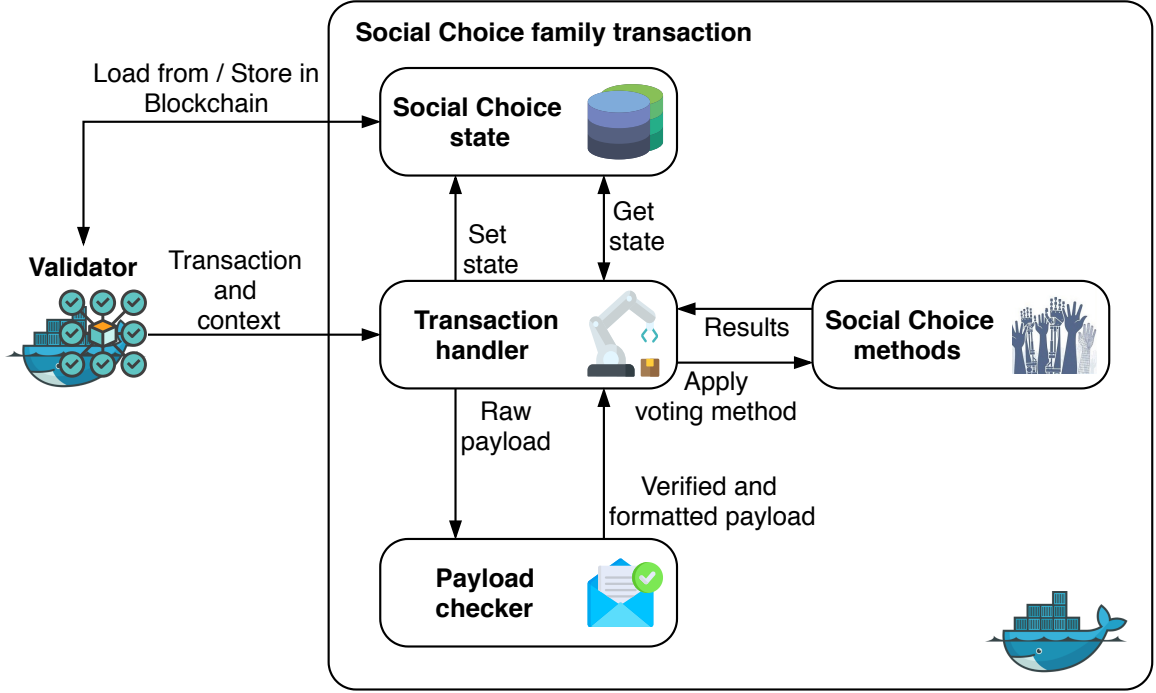 Social Choice family transaction
Load from / Store in
Blockchain
Social Choice
state
Set
state
Get
state
Validator
Transaction
and
context
Transaction
handler
Results
Apply
voting method
Social Choice
methods
Raw
payload
Verified and
formatted payload
Payload
checker